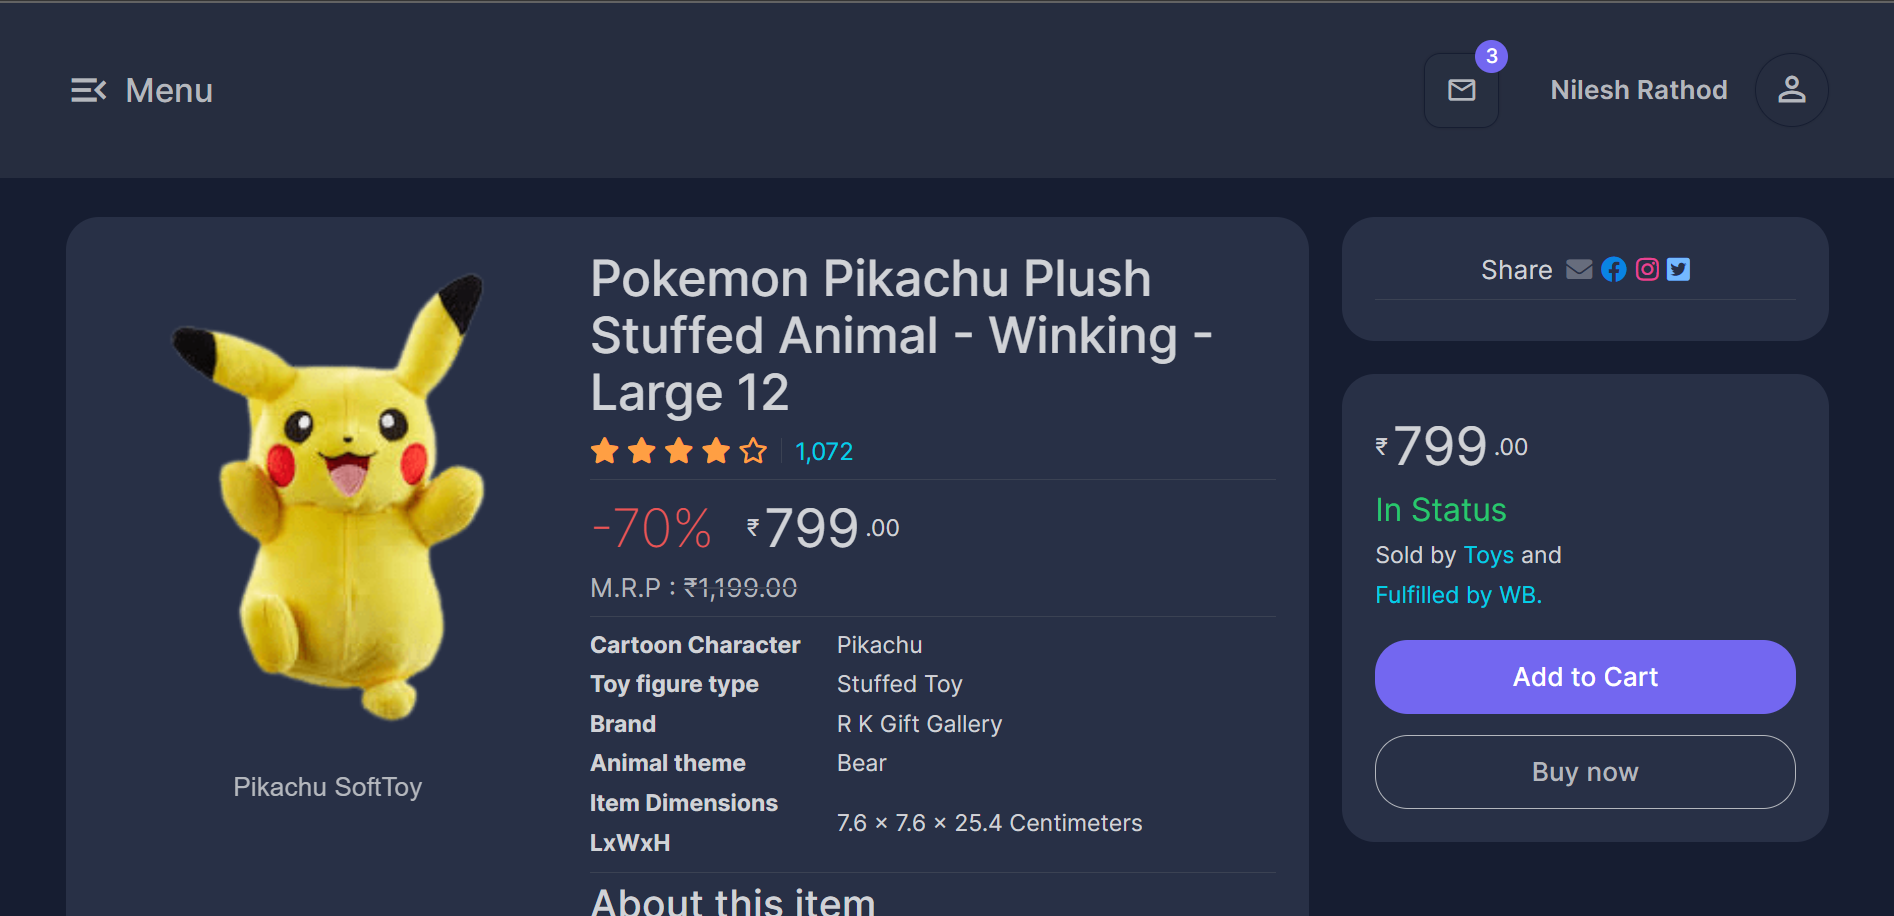 Menu
3
Nilesh Rathod
Pokemon Pikachu Plush
Stuffed Animal - Winking -
Large 12
1,072
-70% ₹799.00
M.R.P : ₹1,199.00
Cartoon Character Pikachu
Toy figure type Stuffed Toy
Brand R K Gift Gallery
Animal theme Bear
Item Dimensions
LxWxH
7.6 × 7.6 × 25.4 Centimeters
About this item
Pikachu SoftToy
Share
₹799.00
In Status
Sold by Toys and
Fulfilled by WB.
Add to Cart
Buy now